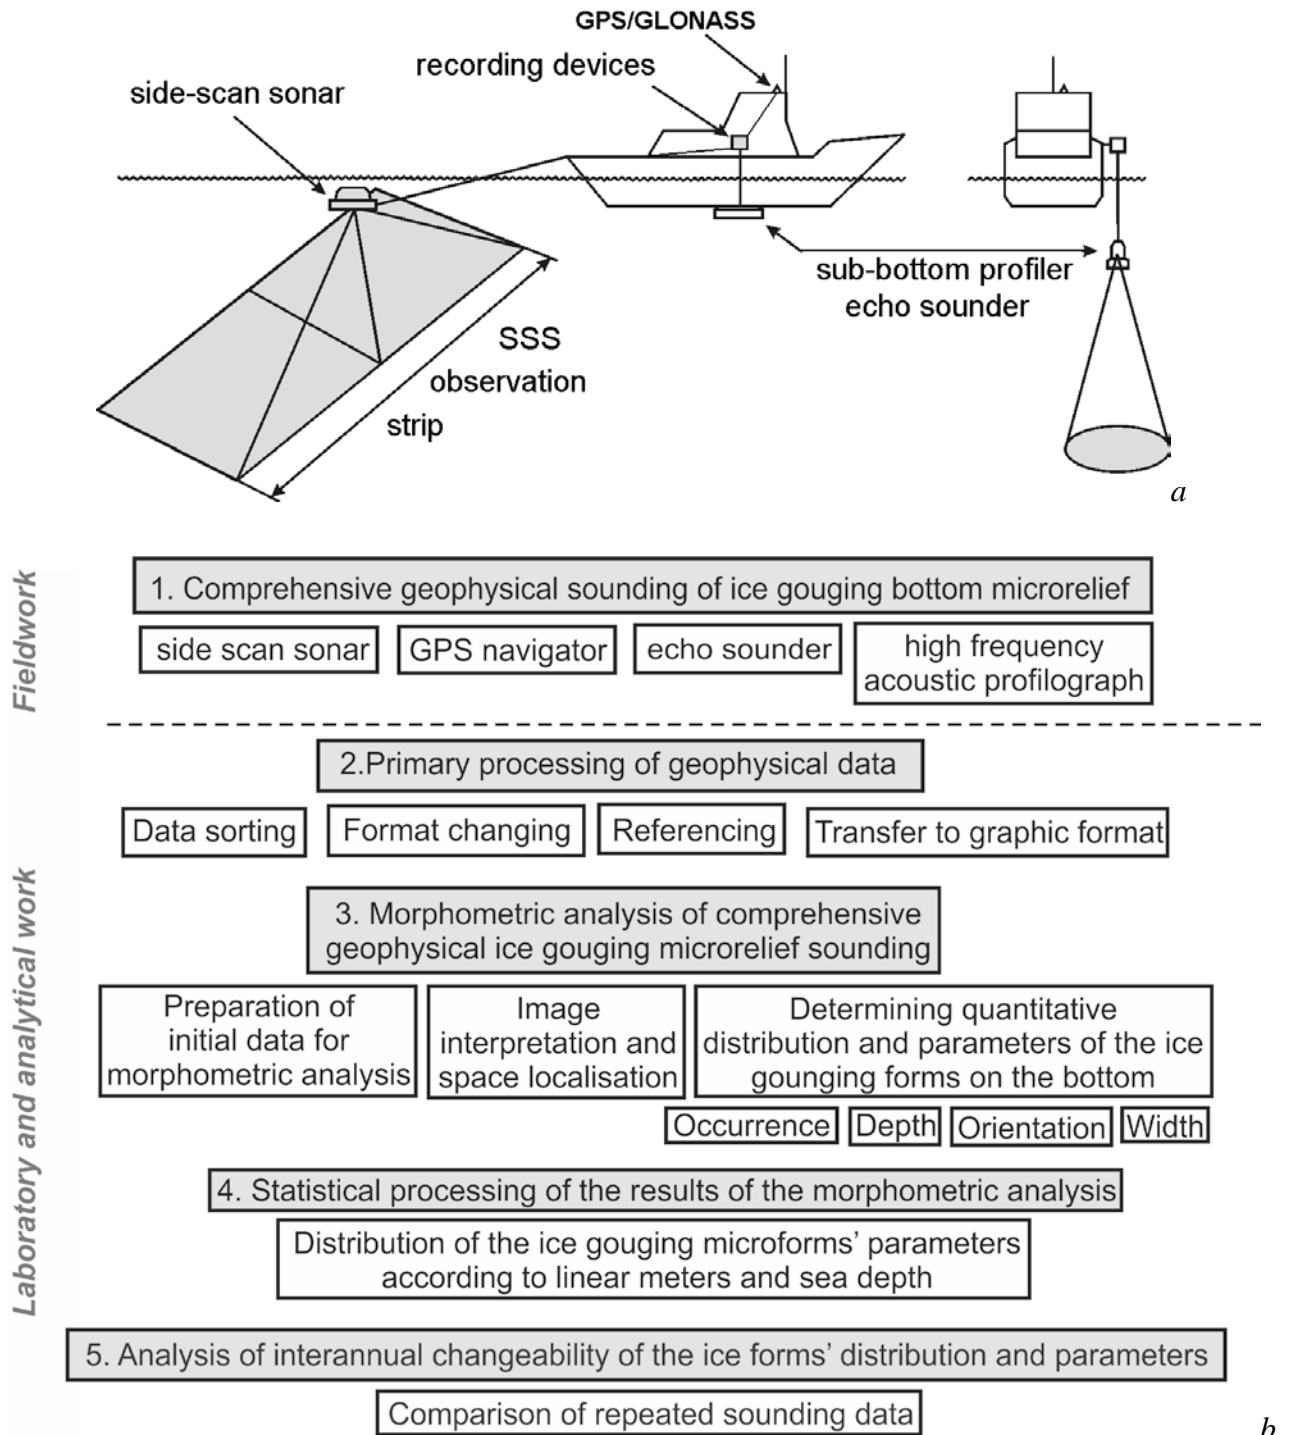 GPS/GLONASS
recording devices
side-scan sonar
sub-bottom profiler
echo sounder
SSS
observation
strip
a
Fieldwork
1. Comprehensive geophysical sounding of ice gouging bottom microrelief
side scan sonar
GPS navigator
echo sounder
high frequency
acoustic profilograph
Laboratory and analytical work
2.Primary processing of geophysical data
Data sorting
Format changing
Referencing
Transfer to graphic format
3. Morphometric analysis of comprehensive
geophysical ice gouging microrelief sounding
Preparation of
initial data for
morphometric analysis
Image
interpretation and
space localisation
Determining quantitative
distribution and parameters of the ice
gounging forms on the bottom
Occurrence
Depth
Orientation
Width
4. Statistical processing of the results of the morphometric analysis
Distribution of the ice gouging microforms’ parameters
according to linear meters and sea depth
5. Analysis of interannual changeability of the ice forms’ distribution and parameters
Comparison of repeated sounding data
b